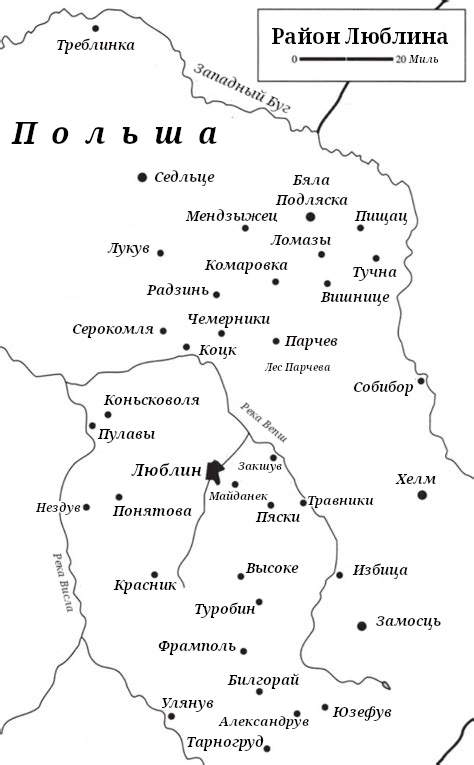 Район Люблина
0 20 Миль
Треблинка
Западный Буг
Польша
Седльце
Бяла
Подляска
Мендзыжец
Пищац
Ломазы
Лукув
Комаровка
Тучна
Радзинь
Вишнице
Чемерники
Серокомля
Парчев
Коцк
Лес Парчева
Собибор
Коньсковоля
Река Вепш
Пулавы
Люблин
Закшув
Хелм
Майданек
Травники
Нездув
Понятова
Пяски
Река Висла
Высоке
Избица
Красник
Туробин
Замосць
Фрамполь
Билгорай
Улянув
Юзефув
Александрув
Тарногруд